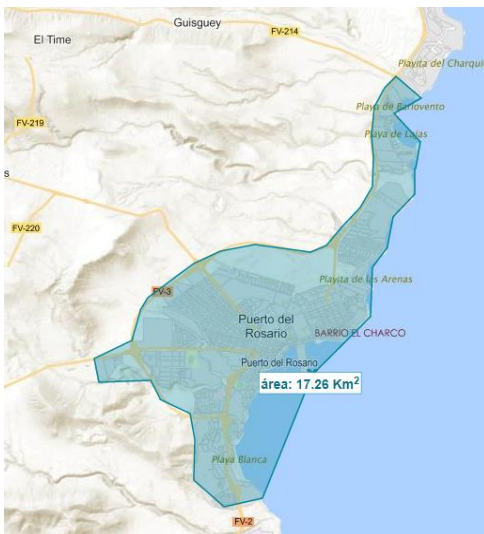 Guisguey
FV-214
El Time
Playita del Charqui
Playa de Barlovento
FV-219
Playa de Lajas
s
FV-220
Playita de las Arenas
FV-3
Puerto del
Rosario
BARRIO EL CHARCO
Puerto del Rosario
área: 17.26 Km²
Playa Blanca
FV-2